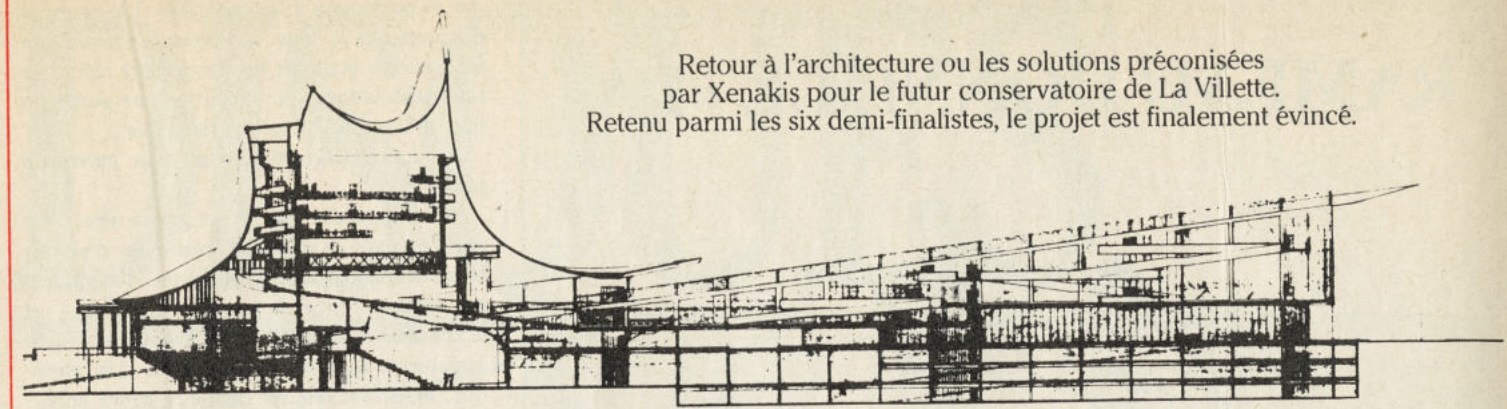 Retour à l'architecture ou les solutions préconisées
par Xenakis pour le futur conservatoire de La Villette.
Retenu parmi les six demi-finalistes, le projet est finalement évincé.